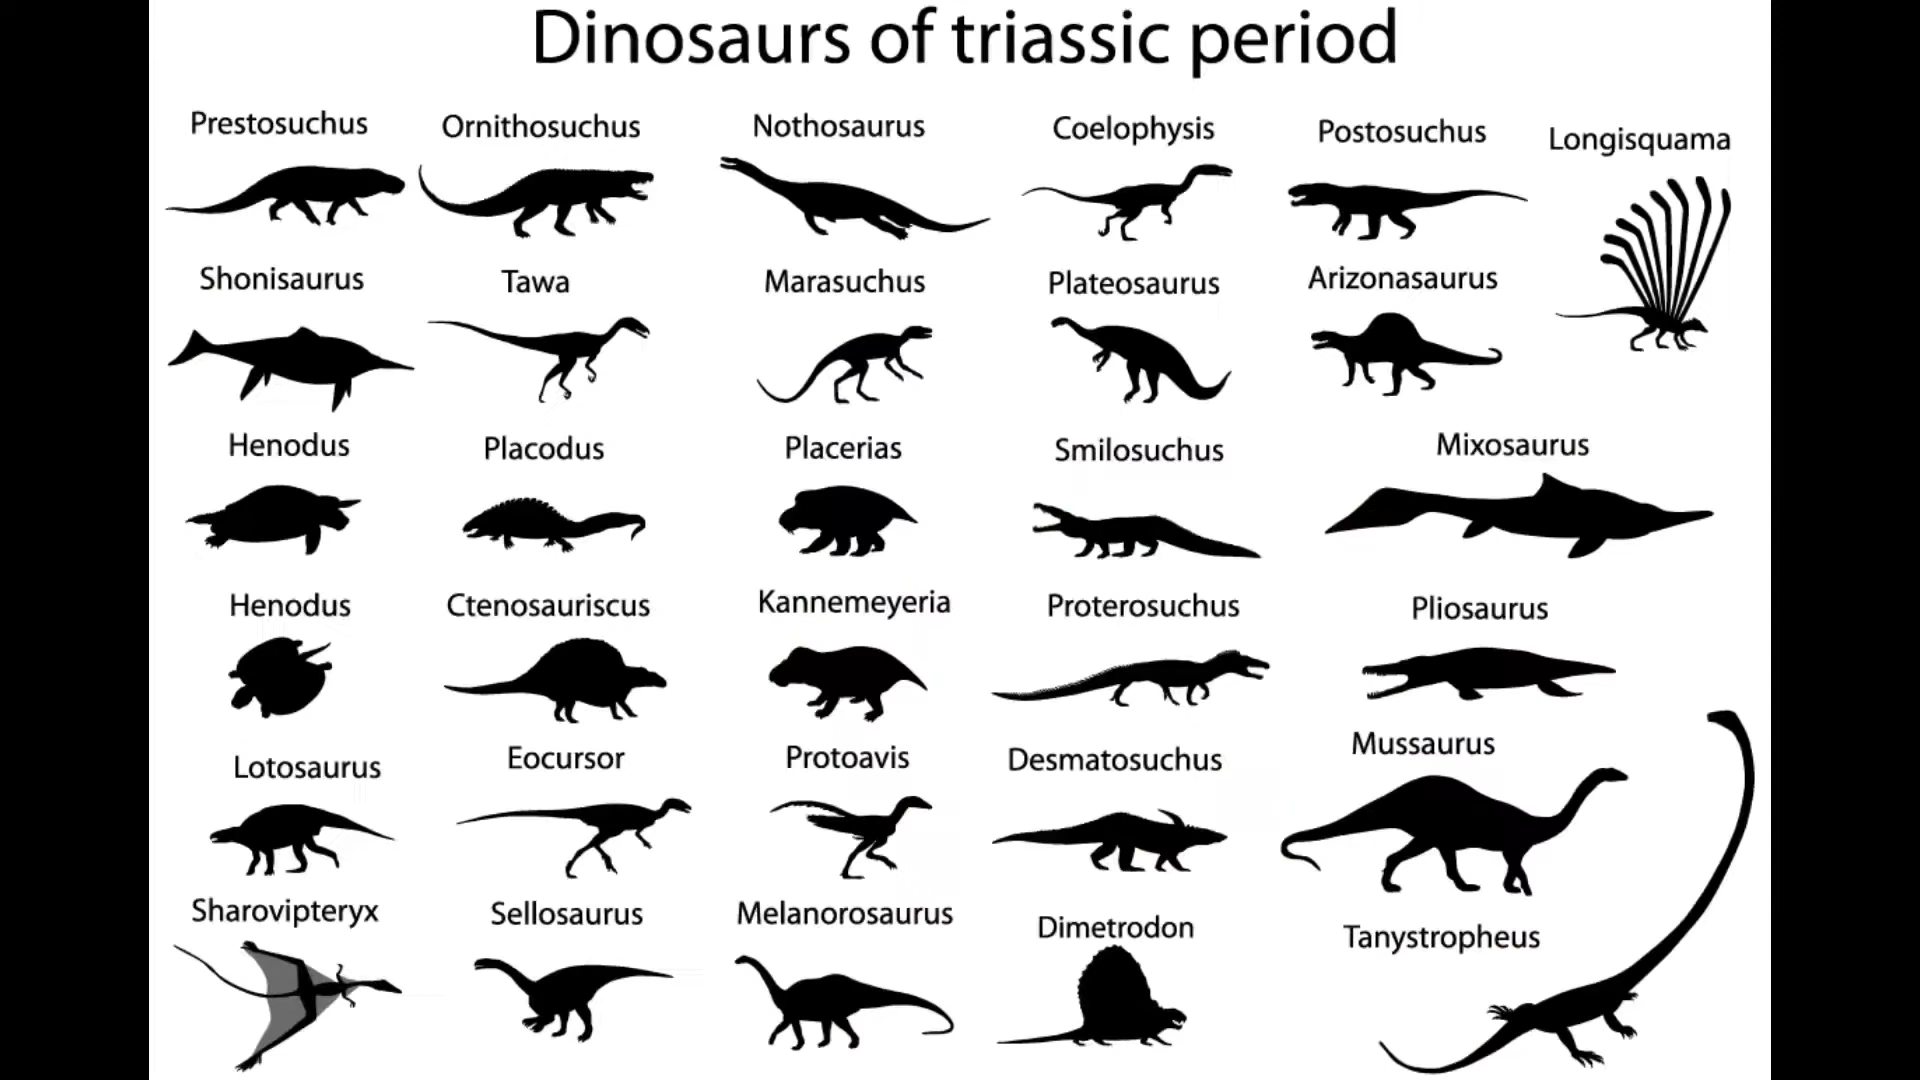 Dinosaurs of triassic period
Prestosuchus
Ornithosuchus
Nothosaurus
Coelophysis
Postosuchus
Longisquama
Shonisaurus
Tawa
Marasuchus
Plateosaurus
Arizonasaurus
Henodus
Placodus
Placerias
Smilosuchus
Mixosaurus
Henodus
Ctenosauriscus
Kannemeyeria
Proterosuchus
Pliosaurus
Lotosaurus
Eocursor
Protoavis
Desmatosuchus
Mussaurus
Sharovipteryx
Sellosaurus
Melanorosaurus
Dimetrodon
Tanystropheus